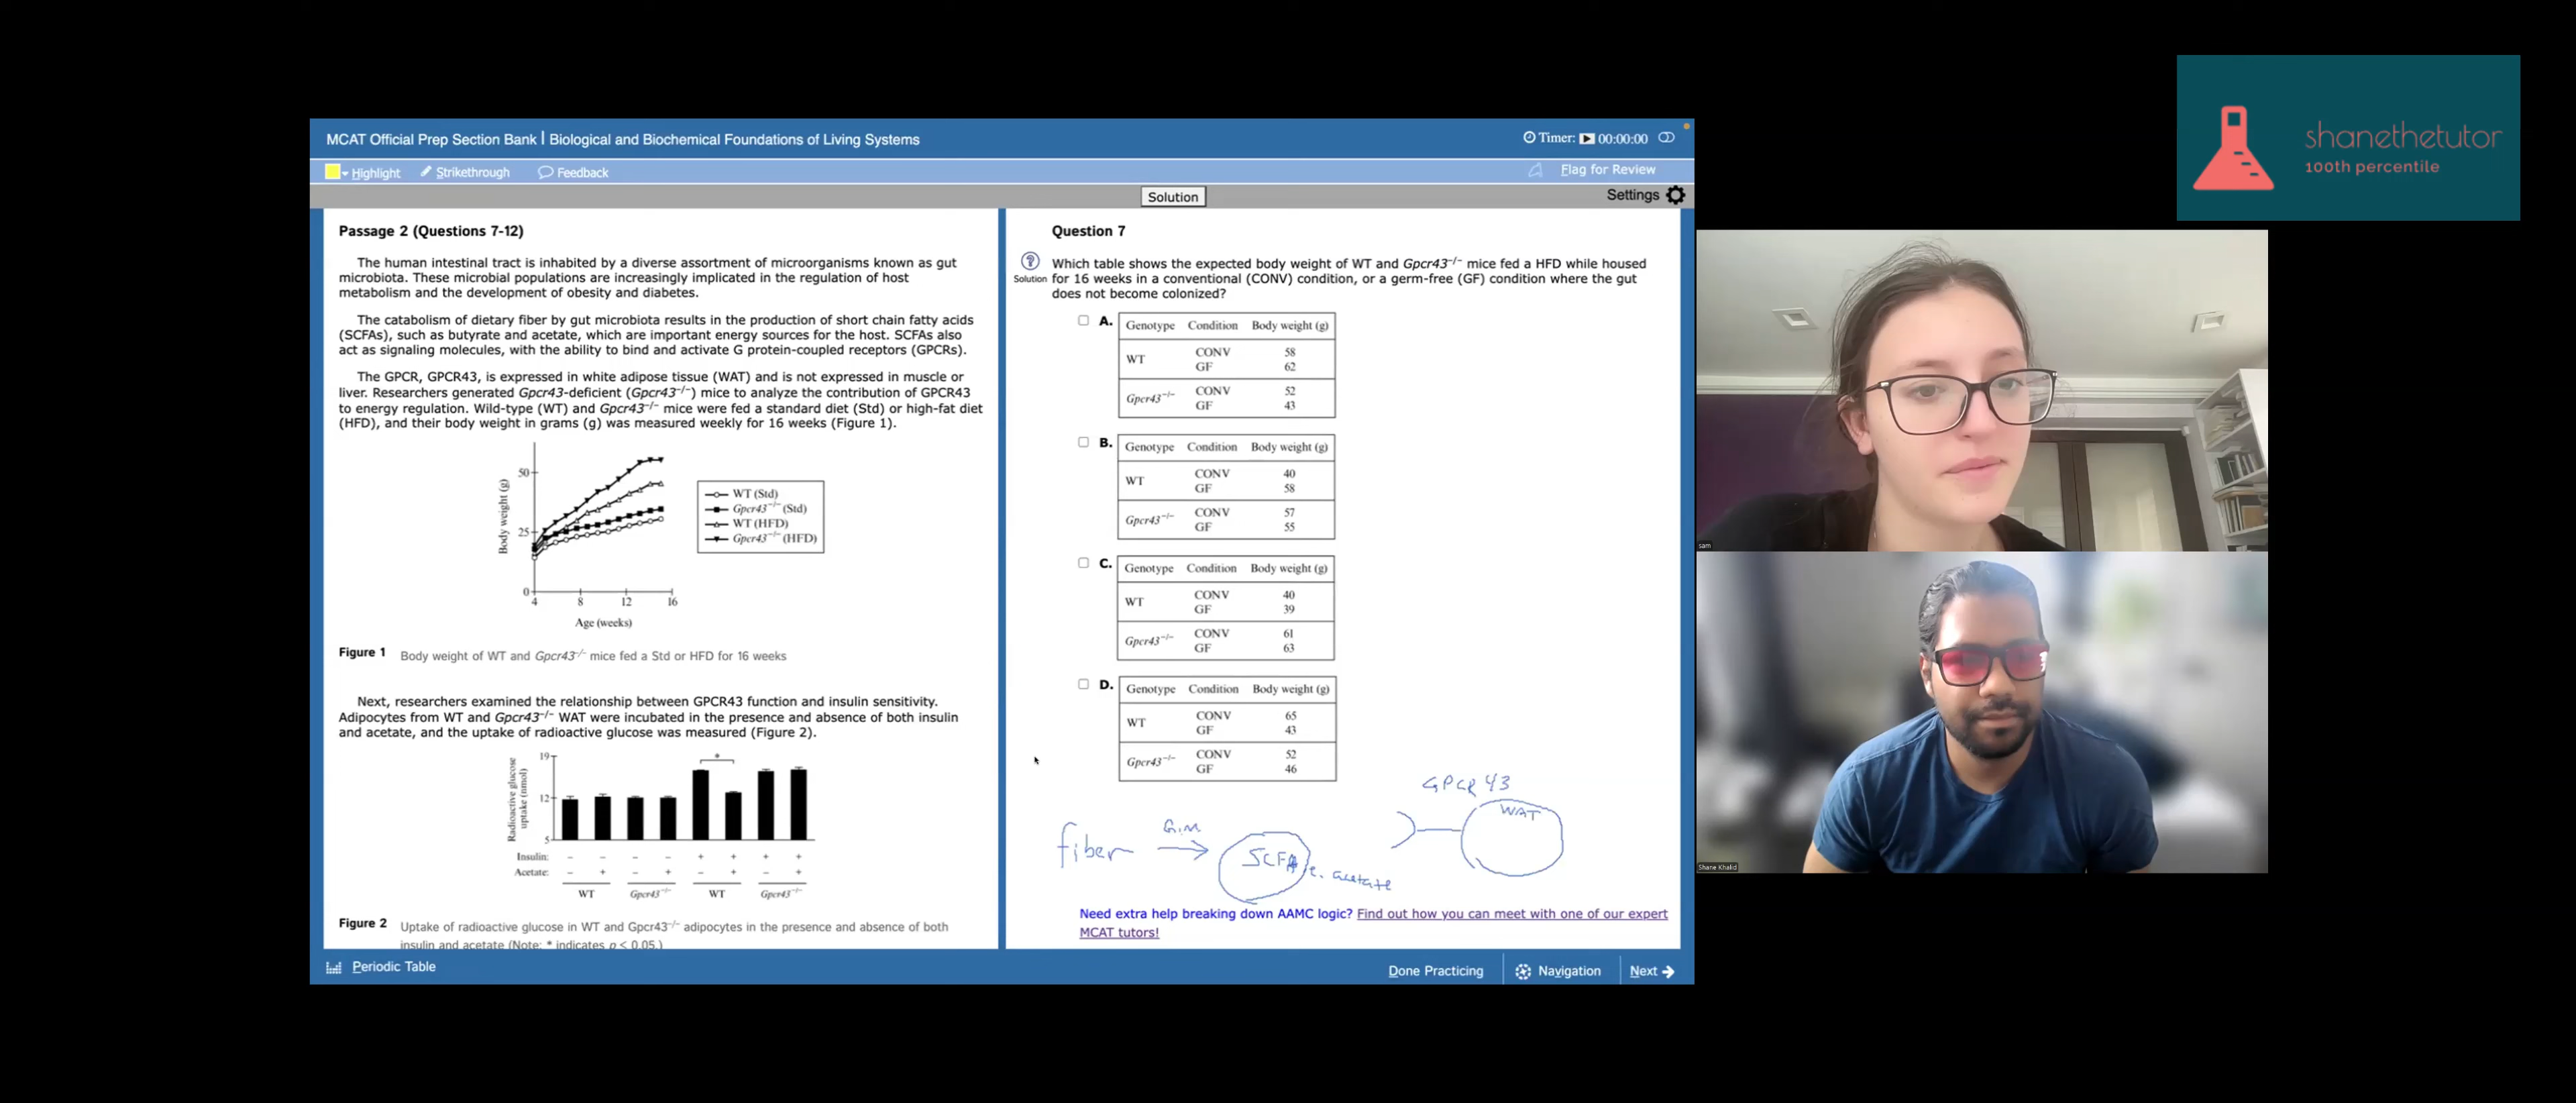 shanethetutor
100th percentile
MCAT Official Prep Section Bank | Biological and Biochemical Foundations of Living Systems
Timer: 00:00:00
Highlight Strikethrough Feedback
Flag for Review
Solution
Settings
Passage 2 (Questions 7-12)
The human intestinal tract is inhabited by a diverse assortment of microorganisms known as gut
microbiota. These microbial populations are increasingly implicated in the regulation of host
metabolism and the development of obesity and diabetes.
The catabolism of dietary fiber by gut microbiota results in the production of short chain fatty acids
(SCFAs), such as butyrate and acetate, which are important energy sources for the host. SCFAs also
act as signaling molecules, with the ability to bind and activate G protein-coupled receptors (GPCRs).
The GPCR, GPCR43, is expressed in white adipose tissue (WAT) and is not expressed in muscle or
liver. Researchers generated Gpcr43-deficient (Gpcr43−/−) mice to analyze the contribution of GPCR43
to energy regulation. Wild-type (WT) and Gpcr43−/− mice were fed a standard diet (Std) or high-fat diet
(HFD), and their body weight in grams (g) was measured weekly for 16 weeks (Figure 1).
Body weight (g)
50
25
0
4 8 12 16
Age (weeks)
WT (Std)
Gpcr43−/− (Std)
WT (HFD)
Gpcr43−/− (HFD)
Figure 1 Body weight of WT and Gpcr43−/− mice fed a Std or HFD for 16 weeks
Next, researchers examined the relationship between GPCR43 function and insulin sensitivity.
Adipocytes from WT and Gpcr43−/− WAT were incubated in the presence and absence of both insulin
and acetate, and the uptake of radioactive glucose was measured (Figure 2).
Radioactive glucose
uptake (nmol)
19
12
5
*
Insulin: − − − − + + + +
Acetate: − + − + − + − +
WT Gpcr43−/− WT Gpcr43−/−
Figure 2 Uptake of radioactive glucose in WT and Gpcr43−/− adipocytes in the presence and absence of both
insulin and acetate (Note: * indicates p < 0.05.)
Question 7
Solution
Which table shows the expected body weight of WT and Gpcr43−/− mice fed a HFD while housed
for 16 weeks in a conventional (CONV) condition, or a germ-free (GF) condition where the gut
does not become colonized?
A.
Genotype Condition Body weight (g)
WT CONV 58
GF 62
Gpcr43−/− CONV 52
GF 43
B.
Genotype Condition Body weight (g)
WT CONV 40
GF 58
Gpcr43−/− CONV 57
GF 55
C.
Genotype Condition Body weight (g)
WT CONV 40
GF 39
Gpcr43−/− CONV 61
GF 63
D.
Genotype Condition Body weight (g)
WT CONV 65
GF 43
Gpcr43−/− CONV 52
GF 46
GPCR 43
WAT
fiber
G.M
SCFA
acetate
Need extra help breaking down AAMC logic? Find out how you can meet with one of our expert
MCAT tutors!
Periodic Table
Done Practicing Navigation Next
sam
Shane Khalid